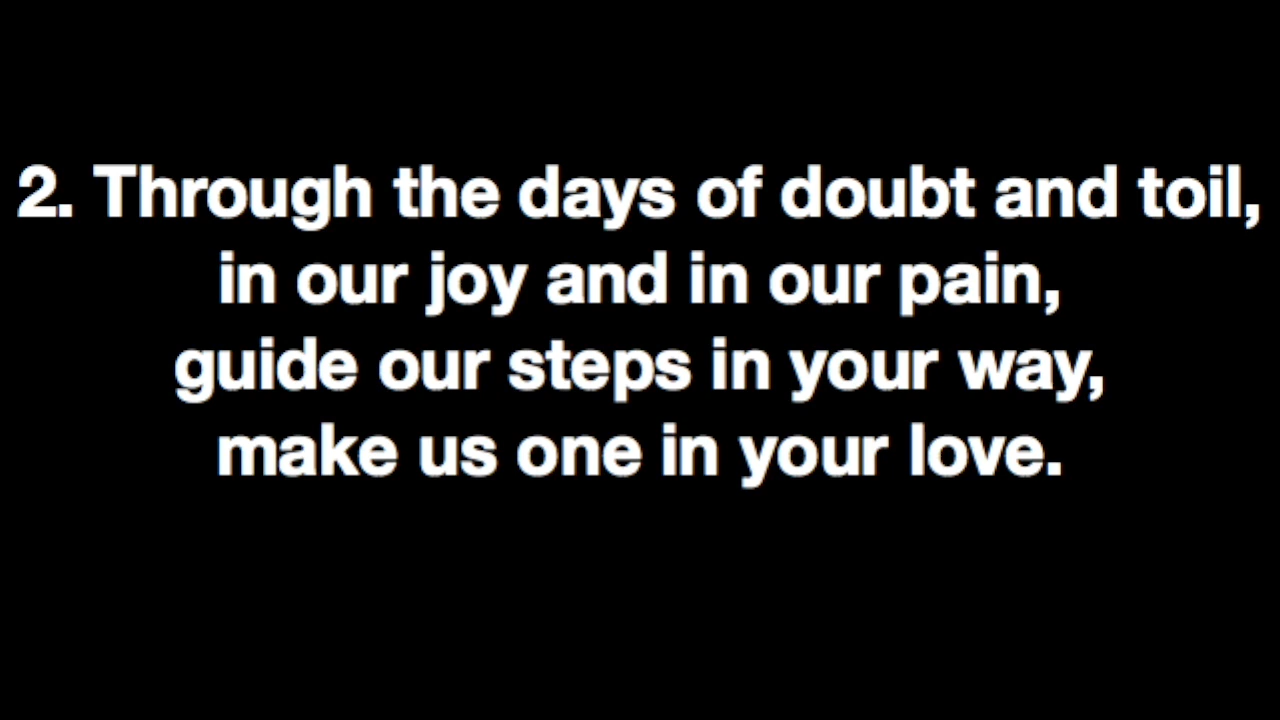 2. Through the days of doubt and toil,
in our joy and in our pain,
guide our steps in your way,
make us one in your love.